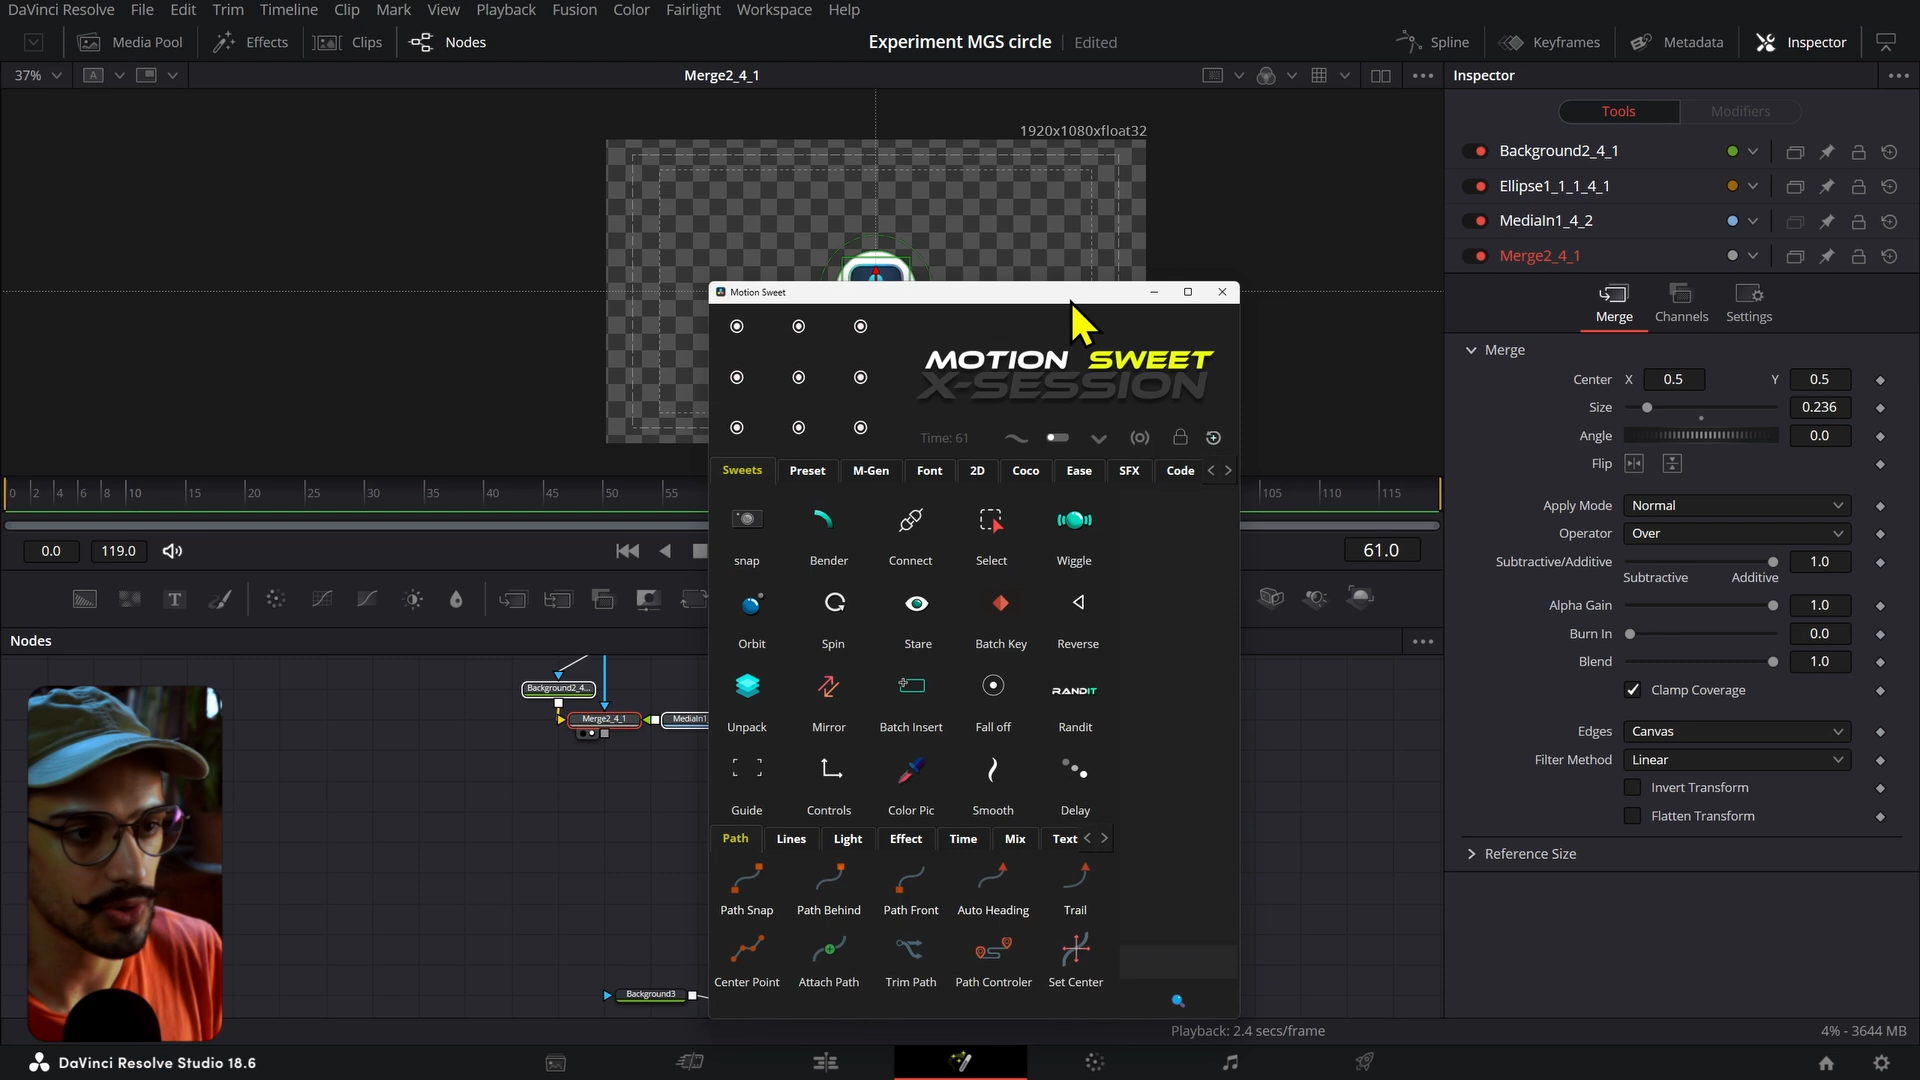 DaVinci Resolve File Edit Trim Timeline Clip Mark View Playback Fusion Color Fairlight Workspace Help
Media Pool Effects Clips Nodes Experiment MGS circle Edited Spline Keyframes Metadata Inspector
37% A Merge2_4_1 Inspector
Tools Modifiers
1920x1080xfloat32
Background2_4_1
Ellipse1_1_1_4_1
MediaIn1_4_2
Merge2_4_1
Merge Channels Settings
Merge
Center X 0.5 Y 0.5
Size 0.236
Angle 0.0
Flip
Apply Mode Normal
Operator Over
Subtractive/Additive 1.0
Subtractive Additive
Alpha Gain 1.0
Burn In 0.0
Blend 1.0
Clamp Coverage
Edges Canvas
Filter Method Linear
Invert Transform
Flatten Transform
Reference Size
Motion Sweet
MOTION SWEET
X-SESSION
Time: 61
Sweets Preset M-Gen Font 2D Coco Ease SFX Code
snap Bender Connect Select Wiggle
Orbit Spin Stare Batch Key Reverse
RANDIT
Unpack Mirror Batch Insert Fall off Randit
Guide Controls Color Pic Smooth Delay
Path Lines Light Effect Time Mix Text
Path Snap Path Behind Path Front Auto Heading Trail
Center Point Attach Path Trim Path Path Controler Set Center
0 2 4 6 8 10 15 20 25 30 35 40 45 50 55 105 110 115
0.0 119.0 61.0
T
Nodes
Background2_4...
Merge2_4_1 MediaIn1
Background3
Playback: 2.4 secs/frame 4% - 3644 MB
DaVinci Resolve Studio 18.6